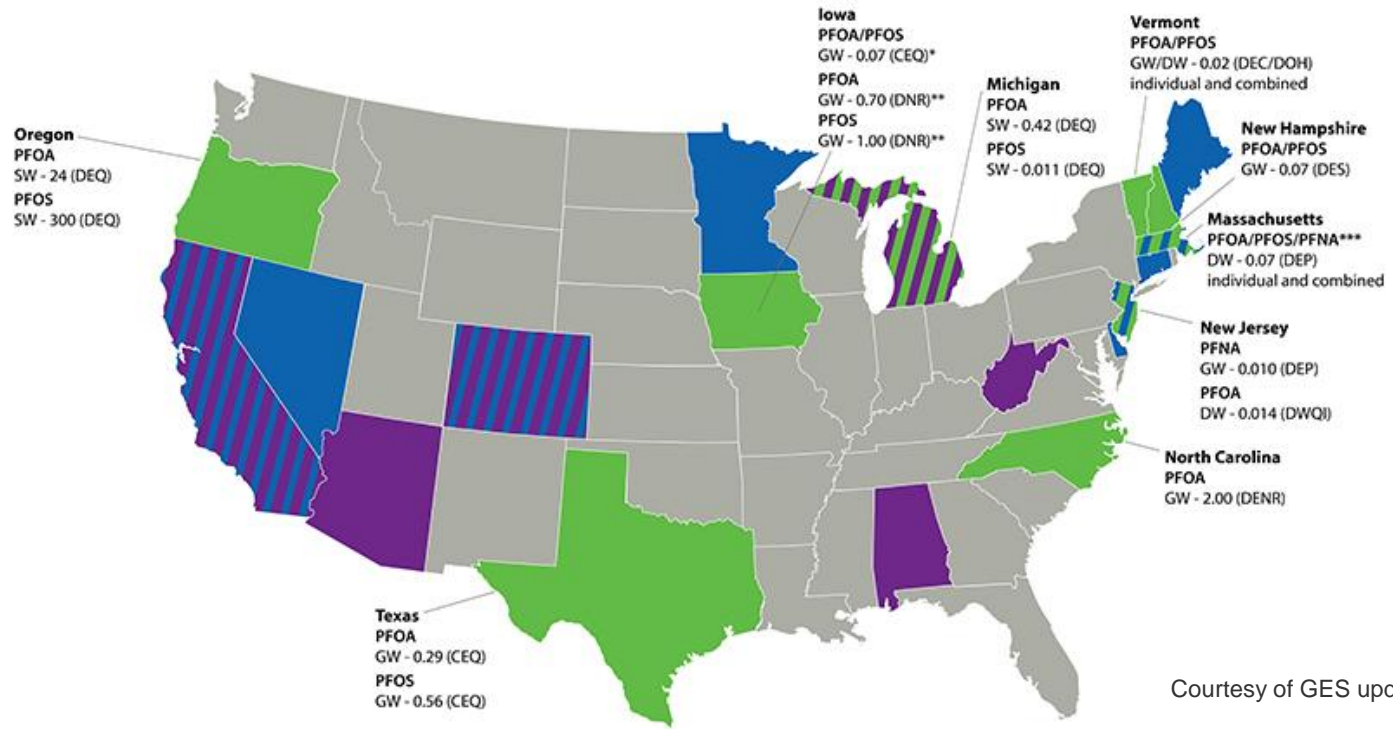 Iowa
PFOA/PFOS
GW - 0.07 (CEQ)*
PFOA
GW - 0.70 (DNR)**
PFOS
GW - 1.00 (DNR)**
Michigan
PFOA
SW - 0.42 (DEQ)
PFOS
SW - 0.011 (DEQ)
Vermont
PFOA/PFOS
GW/DW - 0.02 (DEC/DOH)
individual and combined
New Hampshire
PFOA/PFOS
GW - 0.07 (DES)
Massachusetts
PFOA/PFOS/PFNA***
DW - 0.07 (DEP)
individual and combined
New Jersey
PFNA
GW - 0.010 (DEP)
PFOA
DW - 0.014 (DWQI)
North Carolina
PFOA
GW - 2.00 (DENR)
Oregon
PFOA
SW - 24 (DEQ)
PFOS
SW - 300 (DEQ)
Texas
PFOA
GW - 0.29 (CEQ)
PFOS
GW - 0.56 (CEQ)
Courtesy of GES